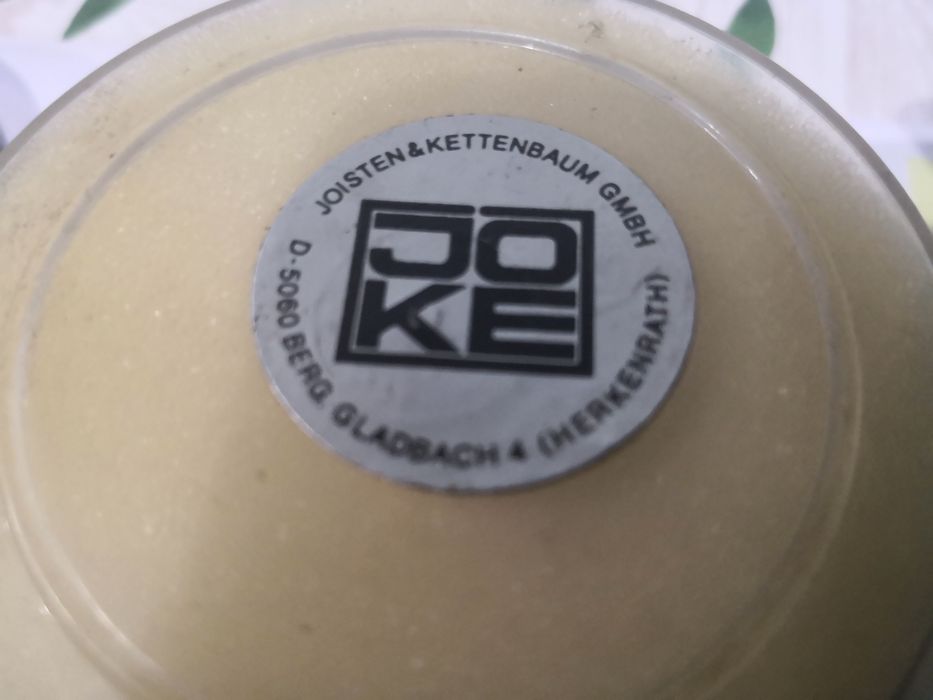 JOISTEN & KETTENBAUM GMBH
JO
KE
D-5060 BERG. GLADBACH 4 (HERKENRATH)